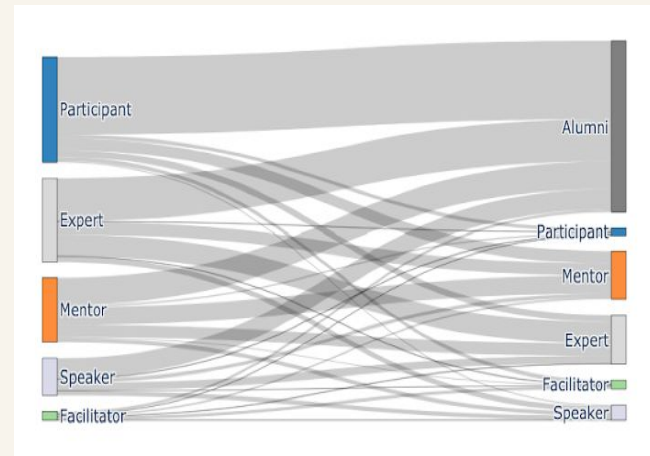 Participant
Expert
Mentor
Speaker
Facilitator
Alumni
Participant
Mentor
Expert
Facilitator
Speaker